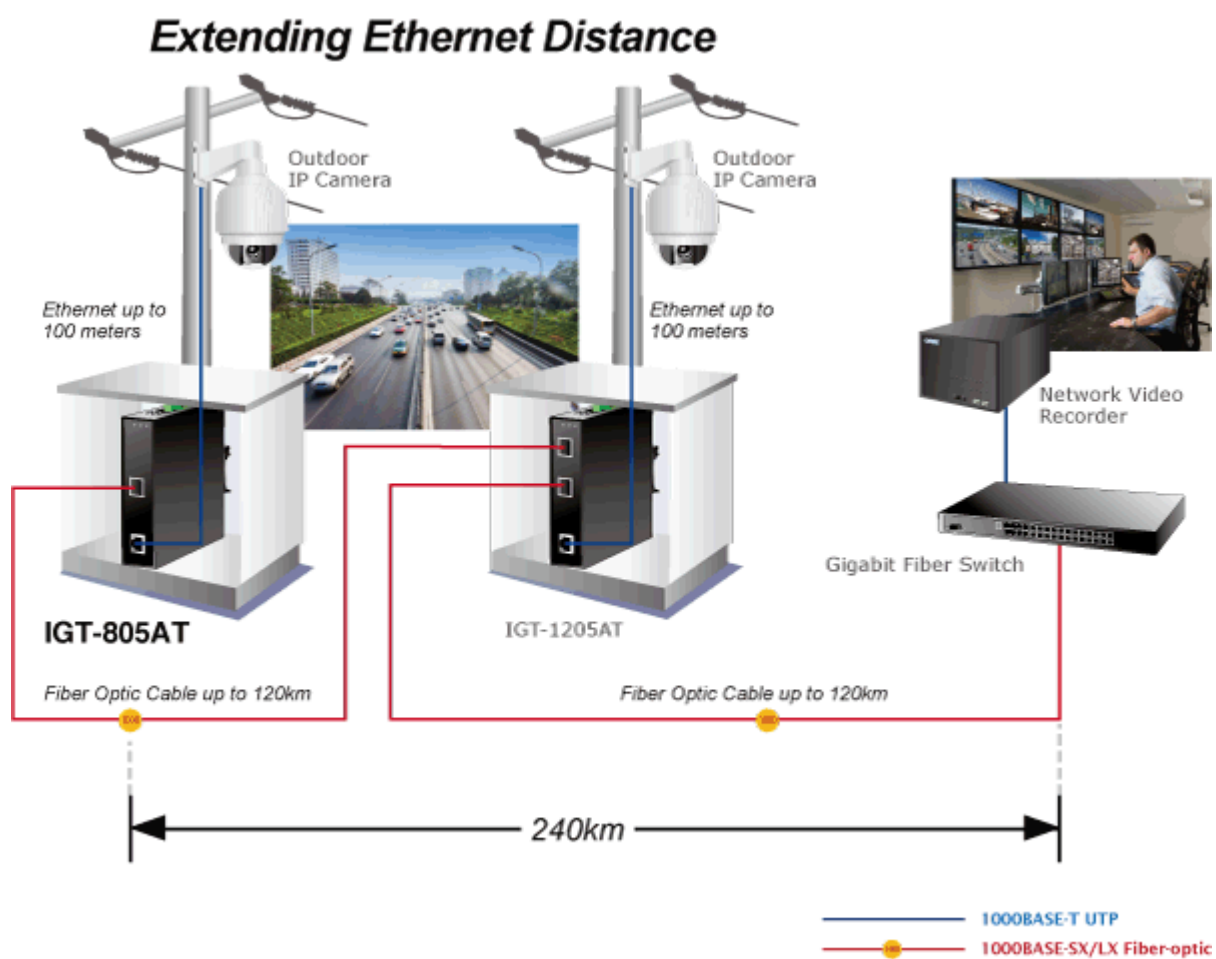 Extending Ethernet Distance
Outdoor
IP Camera
Outdoor
IP Camera
Ethernet up to
100 meters
Ethernet up to
100 meters
Network Video
Recorder
Gigabit Fiber Switch
IGT-805AT
IGT-1205AT
Fiber Optic Cable up to 120km
Fiber Optic Cable up to 120km
240km
1000BASE-T UTP
1000BASE-SX/LX Fiber-optic